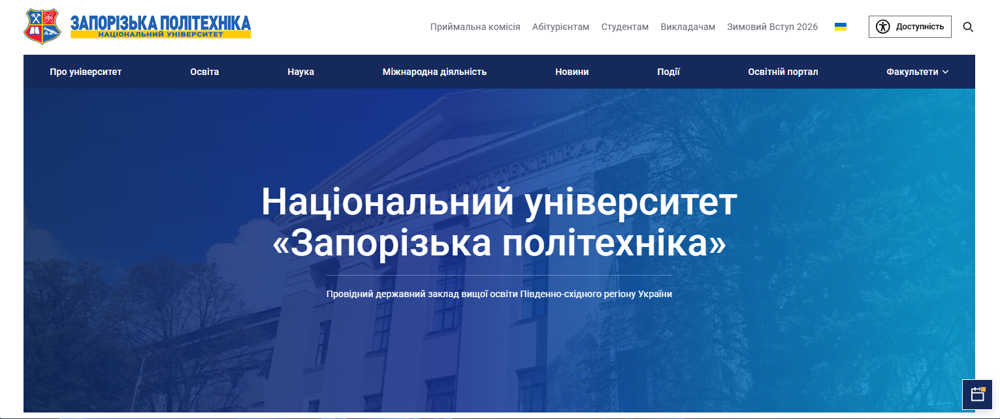 ЗАПОРІЗЬКА ПОЛІТЕХНІКА
НАЦІОНАЛЬНИЙ УНІВЕРСИТЕТ
Приймальна комісія Абітурієнтам Студентам Викладачам Зимовий Вступ 2026 Доступність
Про університет Освіта Наука Міжнародна діяльність Новини Події Освітній портал Факультети
Національний університет
«Запорізька політехніка»
Провідний державний заклад вищої освіти Південно-східного регіону України